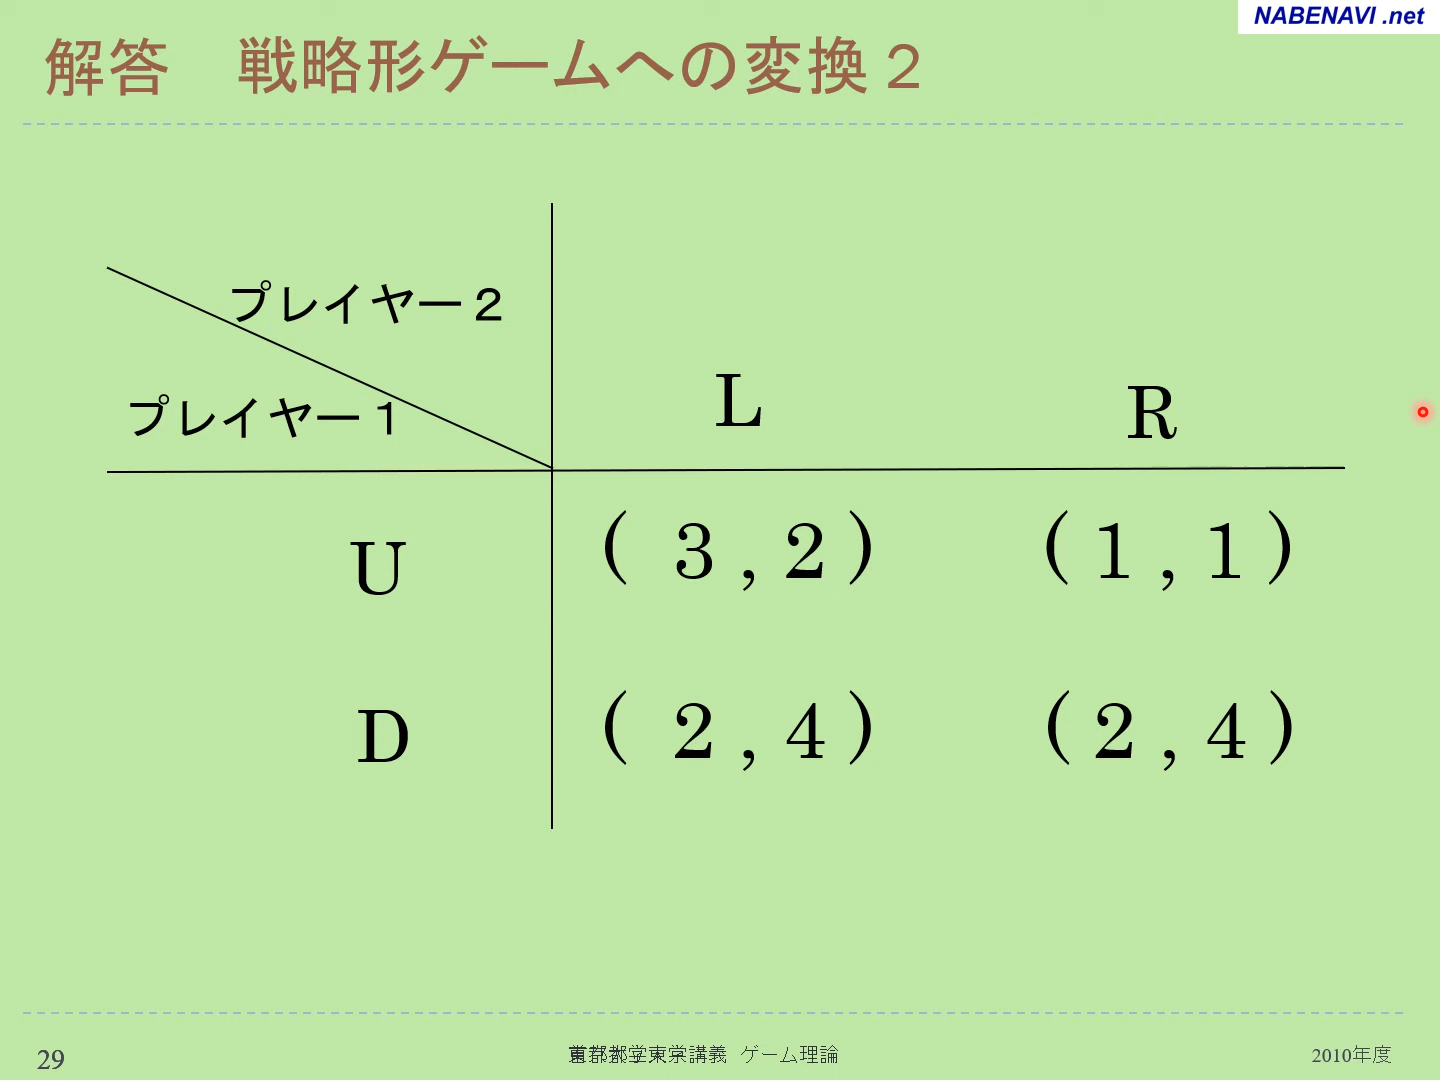 NABENAVI .net
解答　戦略形ゲームへの変換２
プレイヤー２
プレイヤー１
L R
U ( 3 , 2 ) ( 1 , 1 )
D ( 2 , 4 ) ( 2 , 4 )
29 講義 ゲーム理論 2010年度